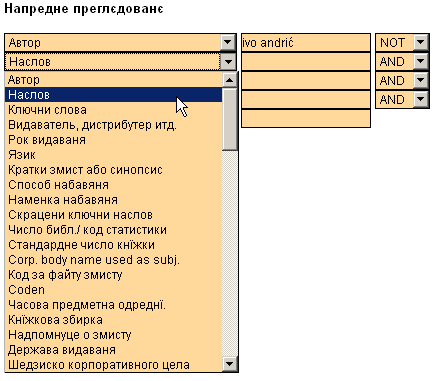 Напредне преглєдованє
Автор ivo andrić NOT
Наслов AND
Автор AND
Наслов AND
Ключни слова
Видаватель, дистрибутер итд.
Рок видаваня
Язик
Кратки змист або синопсис
Способ набавяня
Наменка набавяня
Скрацени ключни наслов
Число библ./ код статистики
Стандардне число кнїжки
Corp. body name used as subj.
Код за файту змисту
Coden
Часова предметна одреднї.
Кнїжкова збирка
Надпомнуце о змисту
Держава видаваня
Шедзиско корпоративного цела